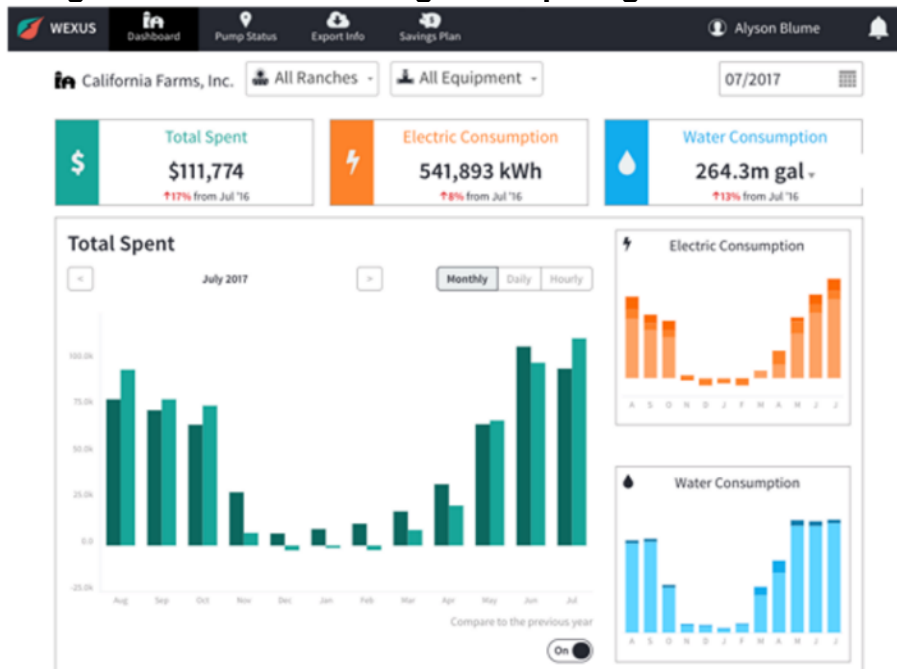 WEXUS
Dashboard
Pump Status
Export Info
Savings Plan
Alyson Blume
California Farms, Inc.
All Ranches
All Equipment
07/2017
$
Total Spent
$111,774
↑17% from Jul '16
Electric Consumption
541,893 kWh
↑8% from Jul '16
Water Consumption
264.3m gal
↑13% from Jul '16
Total Spent
< July 2017 >
Monthly Daily Hourly
100.0k
75.0k
50.0k
25.0k
0.0
-25.0k
Aug Sep Oct Nov Dec Jan Feb Mar Apr May Jun Jul
Compare to the previous year
On
Electric Consumption
A S O N D J F M A M J J
Water Consumption
A S O N D J F M A M J J